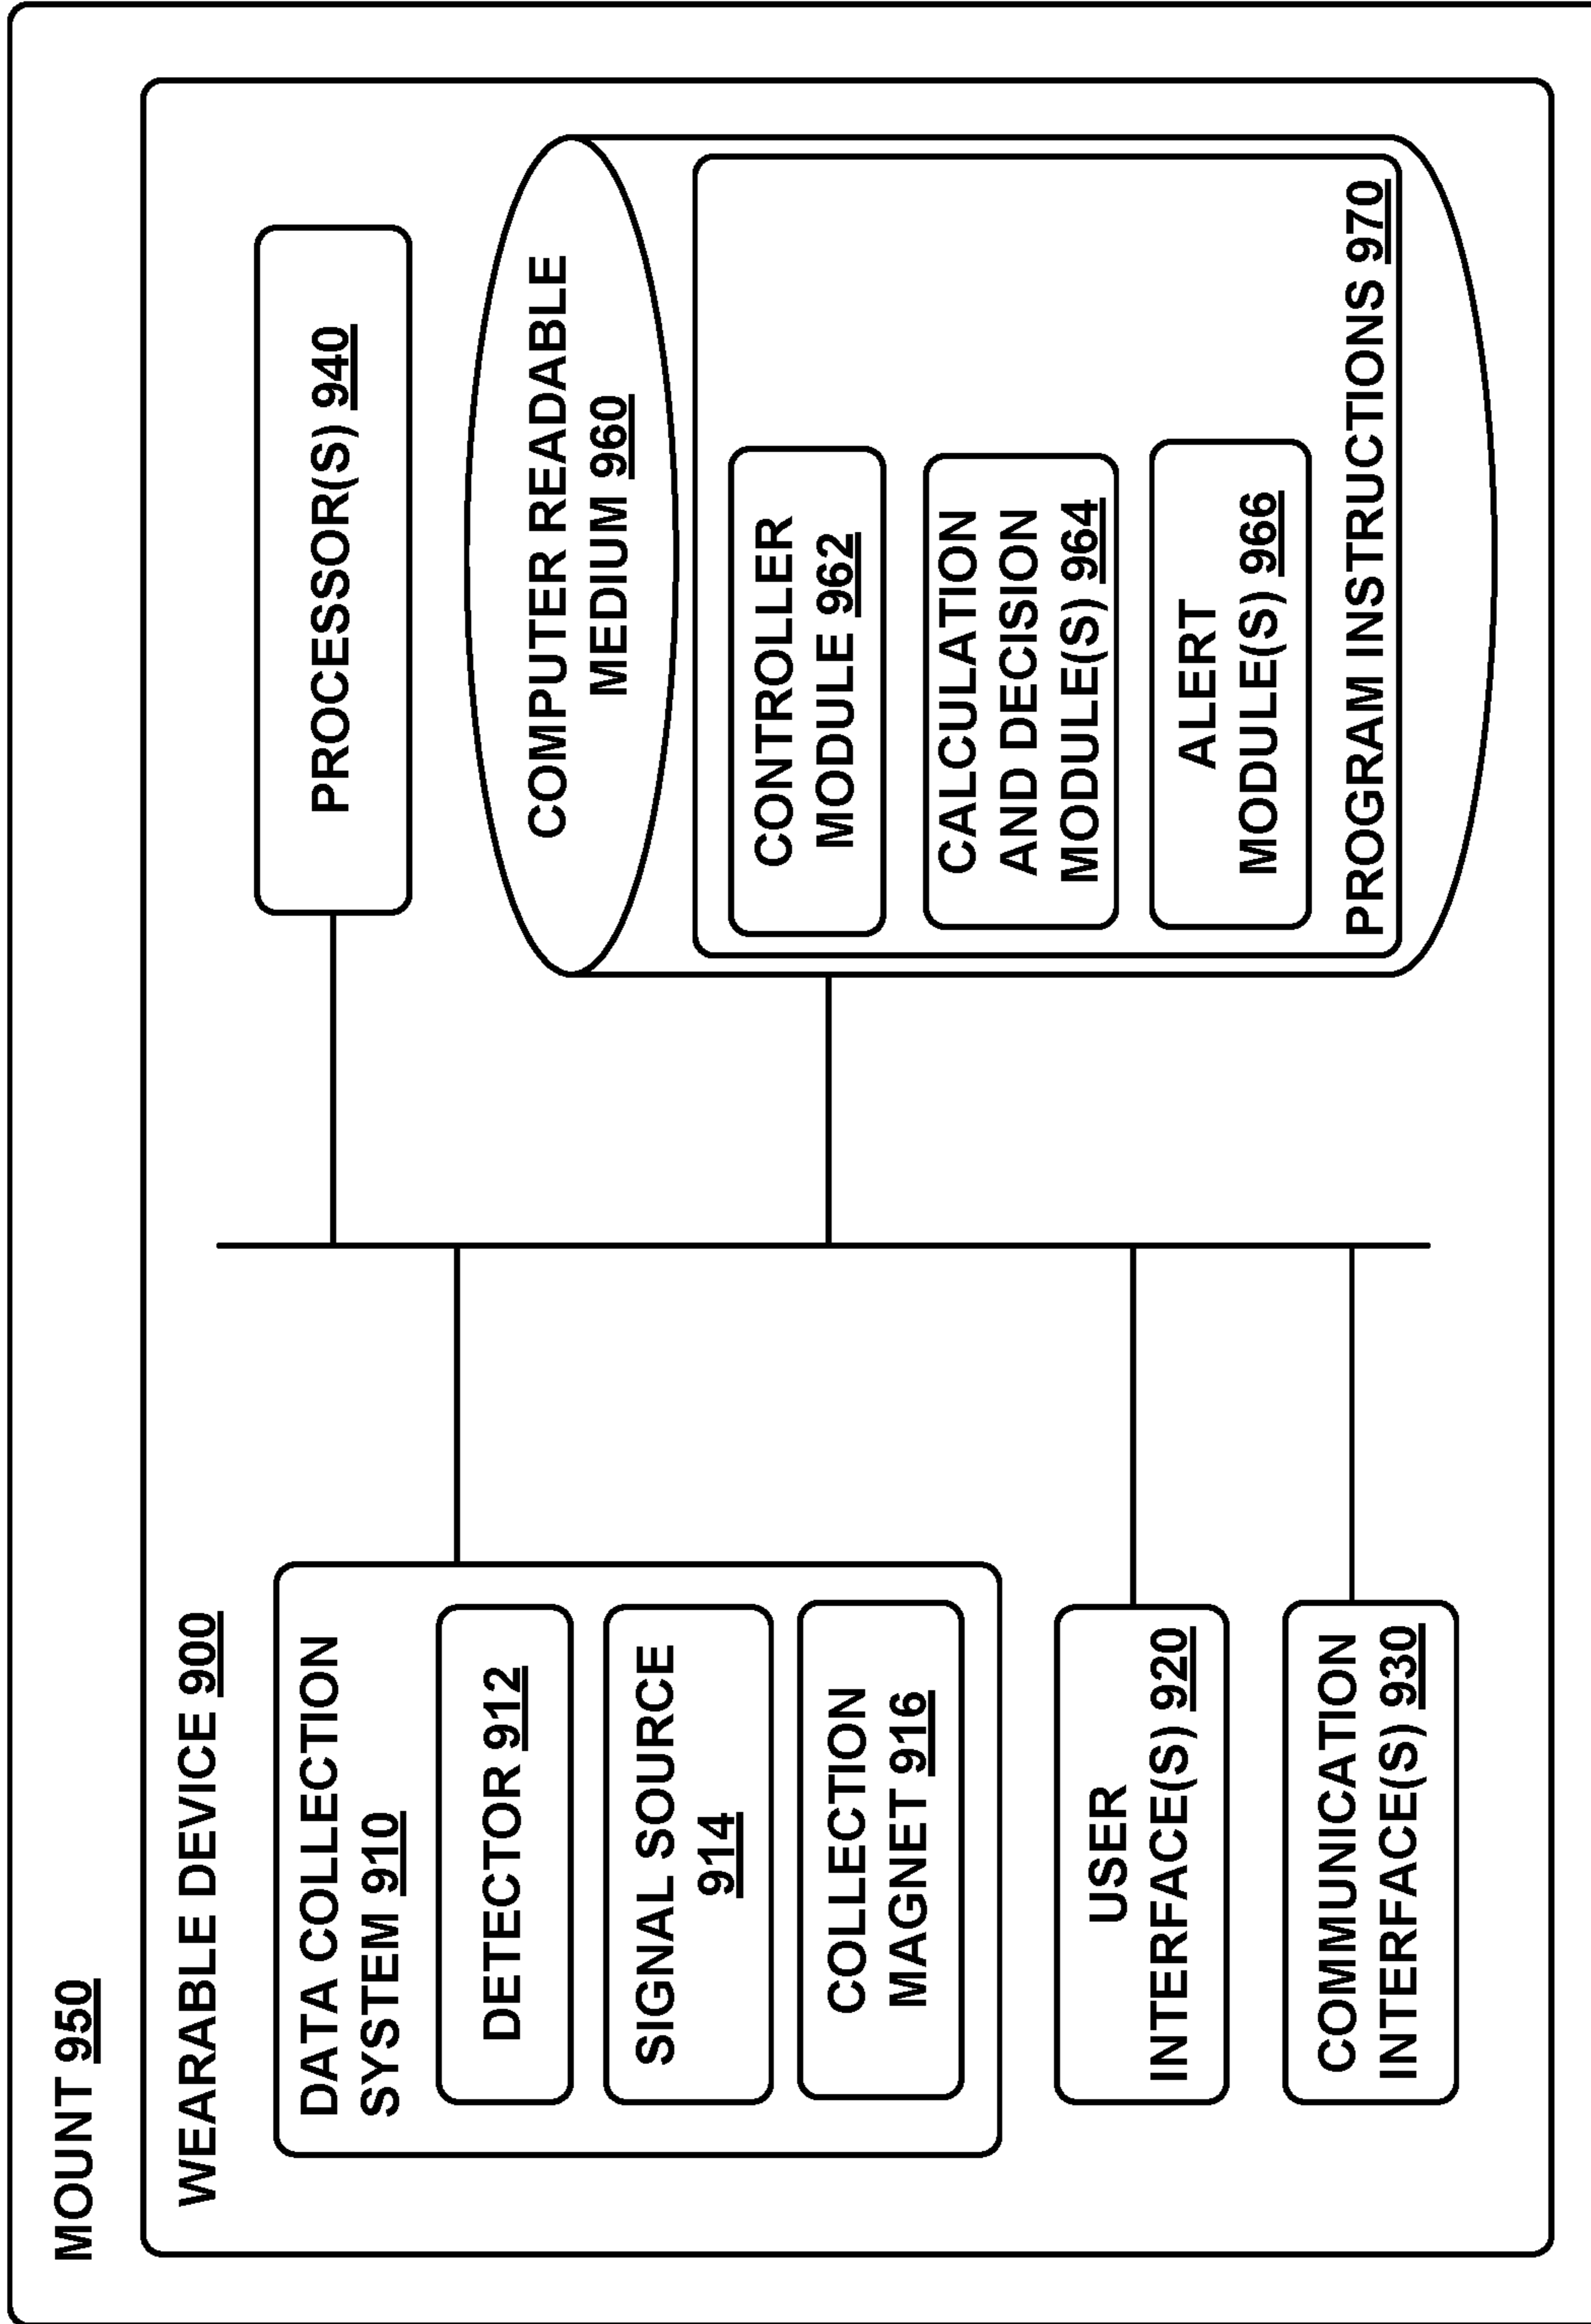 MOUNT 950
WEARABLE DEVICE 900
DATA COLLECTION
SYSTEM 910
DETECTOR 912
SIGNAL SOURCE
914
COLLECTION
MAGNET 916
USER
INTERFACE(S) 920
COMMUNICATION
INTERFACE(S) 930
PROCESSOR(S) 940
COMPUTER READABLE
MEDIUM 960
CONTROLLER
MODULE 962
CALCULATION
AND DECISION
MODULE(S) 964
ALERT
MODULE(S) 966
PROGRAM INSTRUCTIONS 970